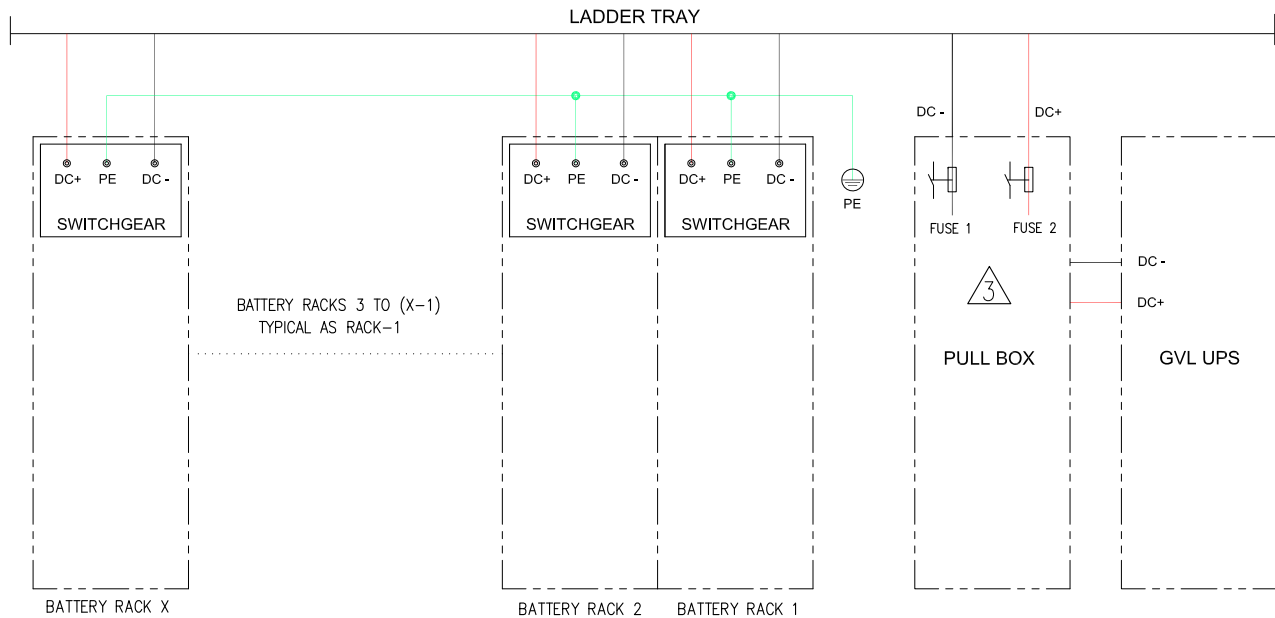 LADDER TRAY
DC -
DC+
DC+ PE DC -
SWITCHGEAR
DC+ PE DC -
SWITCHGEAR
DC+ PE DC -
SWITCHGEAR
PE
FUSE 1
FUSE 2
DC -
DC+
3
BATTERY RACKS 3 TO (X-1)
TYPICAL AS RACK-1
PULL BOX
GVL UPS
BATTERY RACK X
BATTERY RACK 2
BATTERY RACK 1